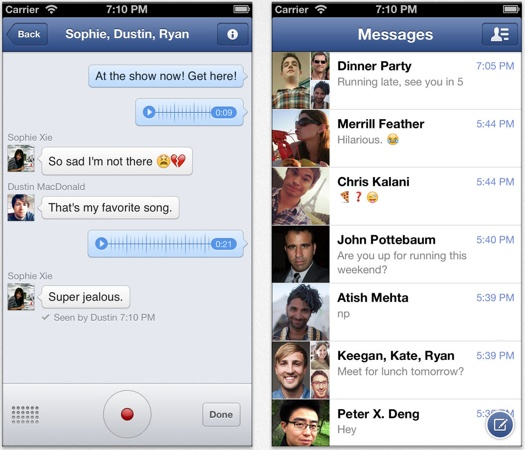 Carrier 7:10 PM
Back Sophie, Dustin, Ryan
At the show now! Get here!
0:09
Sophie Xie
So sad I'm not there 😫💔
Dustin MacDonald
That's my favorite song.
0:21
Sophie Xie
Super jealous.
✓ Seen by Dustin 7:10 PM
Done
Carrier 7:10 PM
Messages
Dinner Party 7:05 PM
Running late, see you in 5
Merrill Feather 5:44 PM
Hilarious. 😂
Chris Kalani 5:44 PM
🍕❓😄
John Pottebaum 5:40 PM
Are you up for running this
weekend?
Atish Mehta 5:39 PM
np
Keegan, Kate, Ryan 5:39 PM
Meet for lunch tomorrow?
Peter X. Deng
Hey